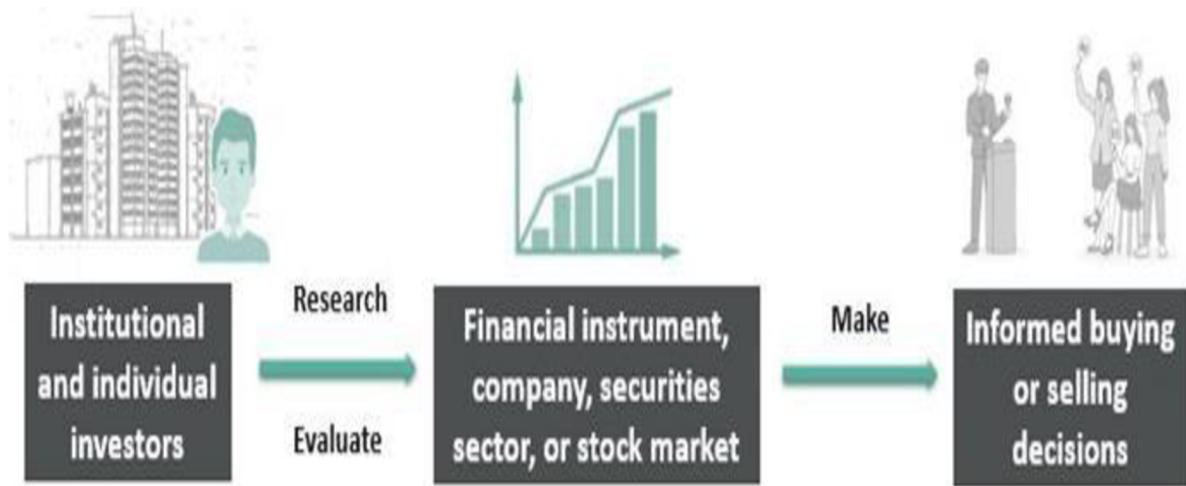 Institutional
and individual
investors
Research
Evaluate
Financial instrument,
company, securities
sector, or stock market
Make
Informed buying
or selling
decisions